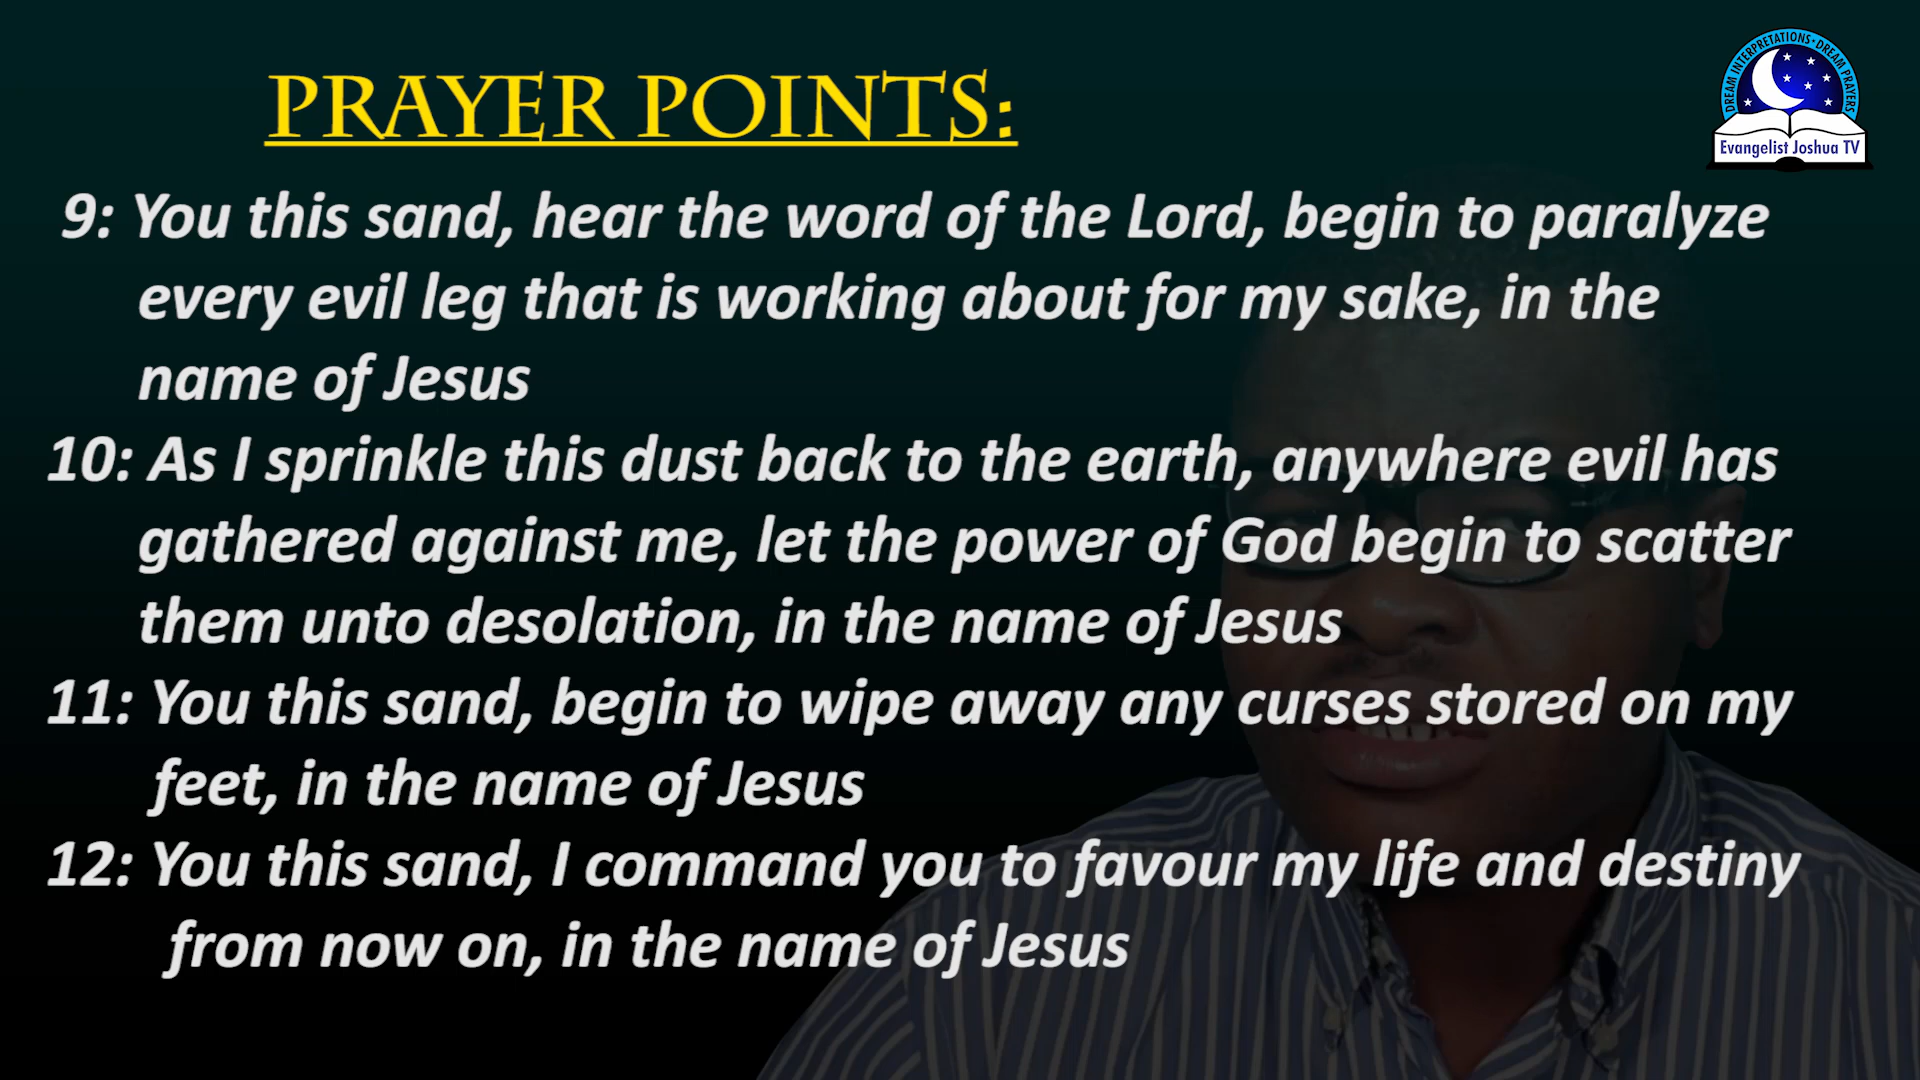 PRAYER POINTS:
DREAM INTERPRETATIONS • DREAM PRAYERS
Evangelist Joshua TV
9: You this sand, hear the word of the Lord, begin to paralyze
every evil leg that is working about for my sake, in the
name of Jesus
10: As I sprinkle this dust back to the earth, anywhere evil has
gathered against me, let the power of God begin to scatter
them unto desolation, in the name of Jesus
11: You this sand, begin to wipe away any curses stored on my
feet, in the name of Jesus
12: You this sand, I command you to favour my life and destiny
from now on, in the name of Jesus